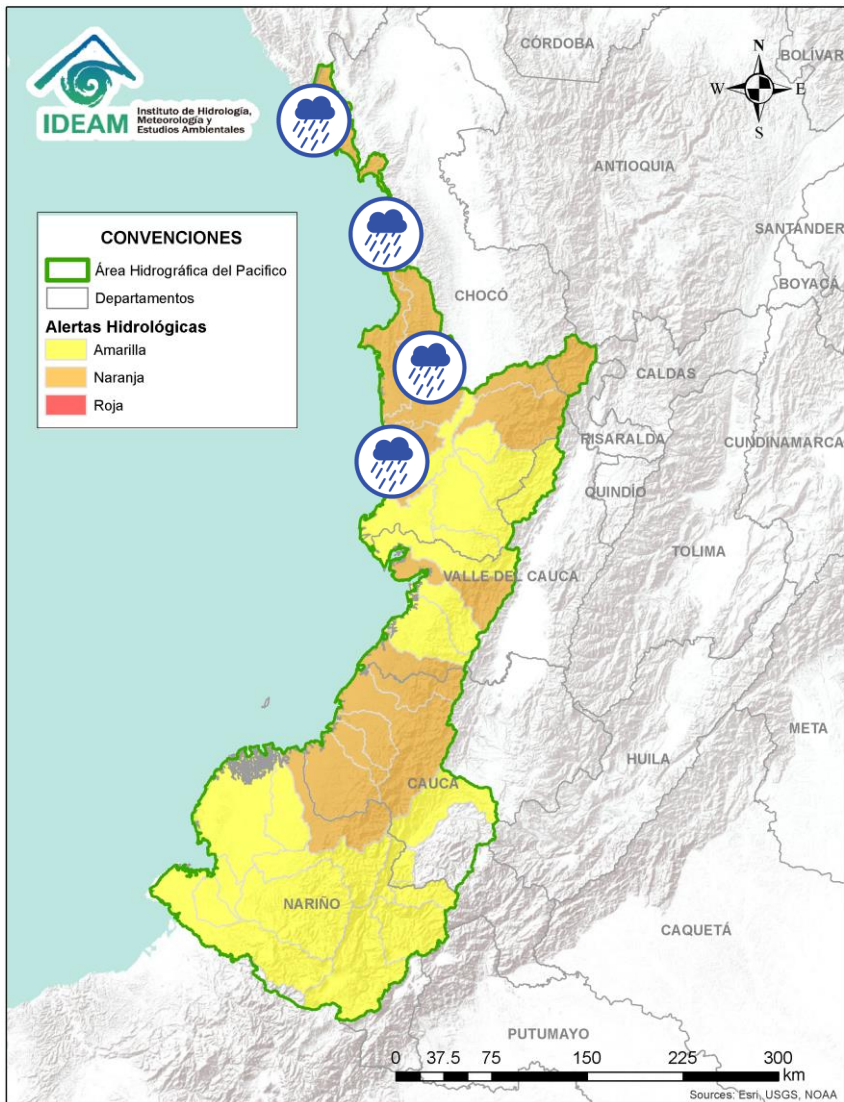 IDEAM
Instituto de Hidrología,
Meteorología y
Estudios Ambientales
CÓRDOBA
BOLÍVAR
N
W
E
S
ANTIOQUIA
SANTANDER
BOYACÁ
CONVENCIONES
Área Hidrográfica del Pacifico
Departamentos
Alertas Hidrológicas
Amarilla
Naranja
Roja
CHOCÓ
CALDAS
RISARALDA
CUNDINAMARCA
QUINDÍO
TOLIMA
VALLE DEL CAUCA
META
HUILA
CAUCA
NARIÑO
CAQUETÁ
PUTUMAYO
0 37.5 75 150 225 300
km
Sources: Esri, USGS, NOAA